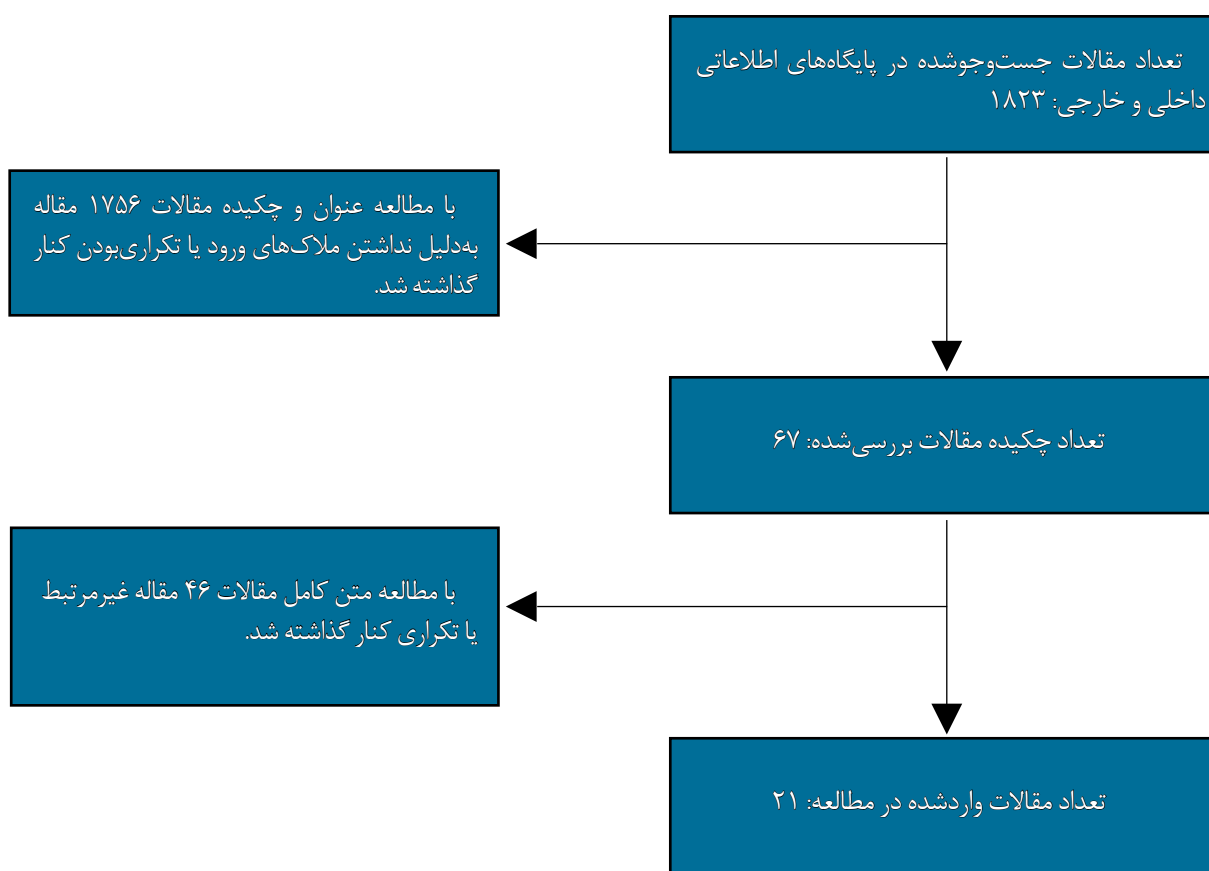 تعداد مقالات جست‌وجوشده در پایگاه‌های اطلاعاتی
داخلی و خارجی: ۱۸۲۳
با مطالعه عنوان و چکیده مقالات ۱۷۵۶ مقاله
به‌دلیل نداشتن ملاک‌های ورود یا تکراری‌بودن کنار
گذاشته شد.
تعداد چکیده مقالات بررسی‌شده: ۶۷
با مطالعه متن کامل مقالات ۴۶ مقاله غیرمرتبط
یا تکراری کنار گذاشته شد.
تعداد مقالات واردشده در مطالعه: ۲۱